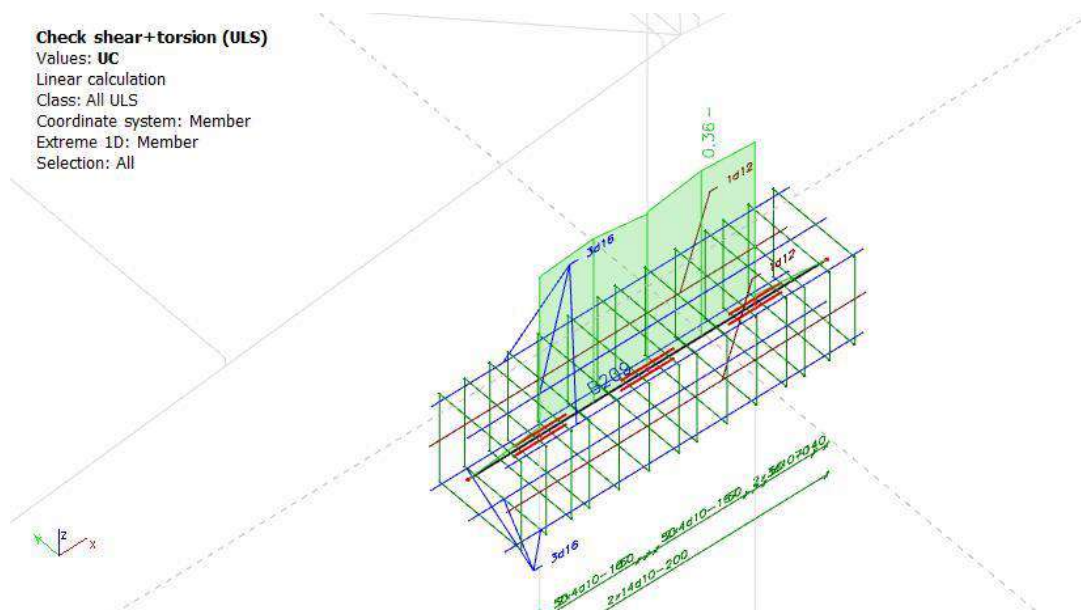 Check shear+torsion (ULS)
Values: UC
Linear calculation
Class: All ULS
Coordinate system: Member
Extreme 1D: Member
Selection: All
0.36 -
1d12
3d16
1d12
B209
3d16
2x14d10-200
z
x